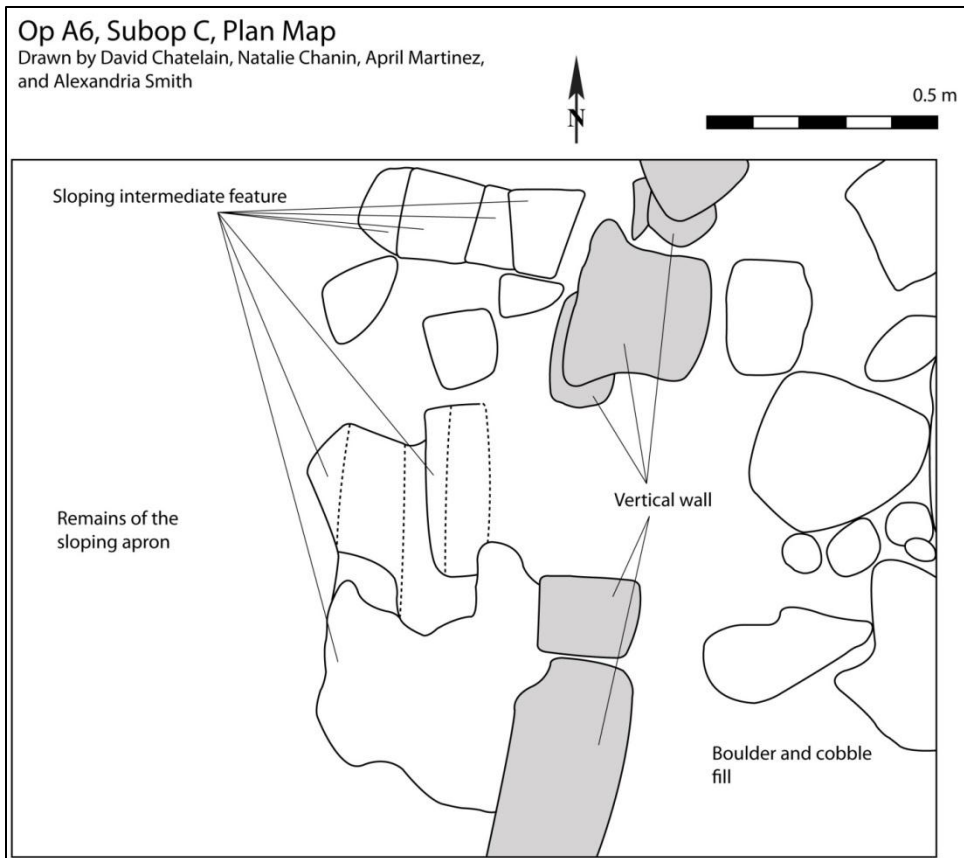 Op A6, Subop C, Plan Map
Drawn by David Chatelain, Natalie Chanin, April Martinez,
and Alexandria Smith
N
0.5 m
Sloping intermediate feature
Vertical wall
Remains of the
sloping apron
Boulder and cobble
fill